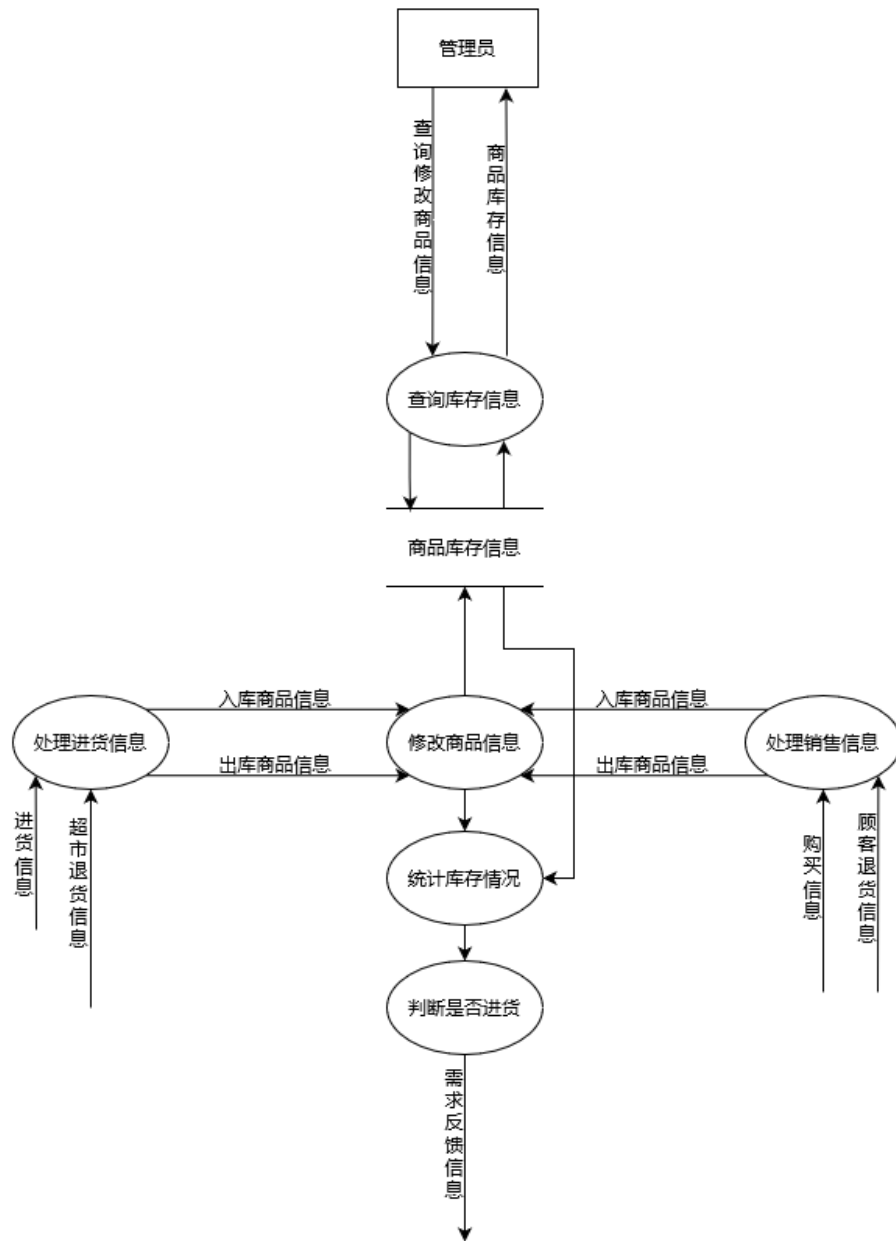 管理员
查询修改商品信息
商品库存信息
查询库存信息
商品库存信息
入库商品信息
入库商品信息
处理进货信息
修改商品信息
处理销售信息
出库商品信息
出库商品信息
进货信息
超市退货信息
购买信息
顾客退货信息
统计库存情况
判断是否进货
需求反馈信息